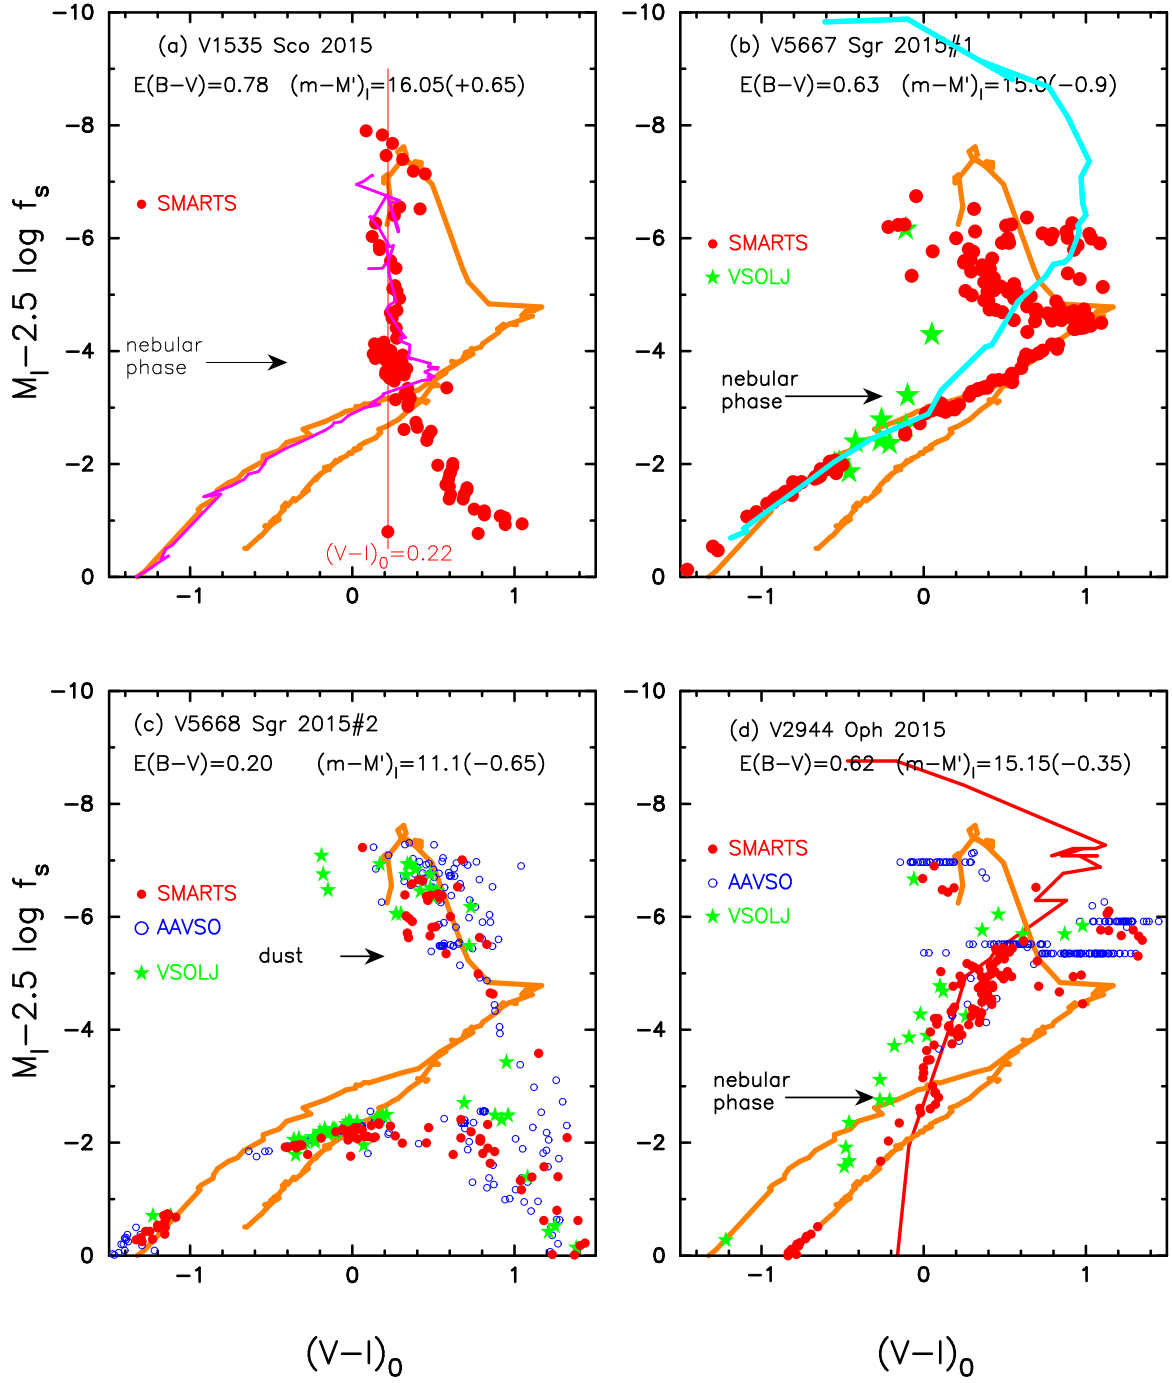 (a) V1535 Sco 2015
E(B−V)=0.78 (m−M')I=16.05(+0.65)
SMARTS
nebular
phase
(V−I)0=0.22
−10
−8
−6
−4
−2
0
−1
0
1
MI−2.5 log fs
(b) V5667 Sgr 2015#1
E(B−V)=0.63 (m−M')I=15.0(−0.9)
SMARTS
VSOLJ
nebular
phase
−10
−8
−6
−4
−2
0
−1
0
1
(c) V5668 Sgr 2015#2
E(B−V)=0.20 (m−M')I=11.1(−0.65)
SMARTS
AAVSO
VSOLJ
dust
−10
−8
−6
−4
−2
0
−1
0
1
MI−2.5 log fs
(V−I)0
(d) V2944 Oph 2015
E(B−V)=0.62 (m−M')I=15.15(−0.35)
SMARTS
AAVSO
VSOLJ
nebular
phase
−10
−8
−6
−4
−2
0
−1
0
1
(V−I)0